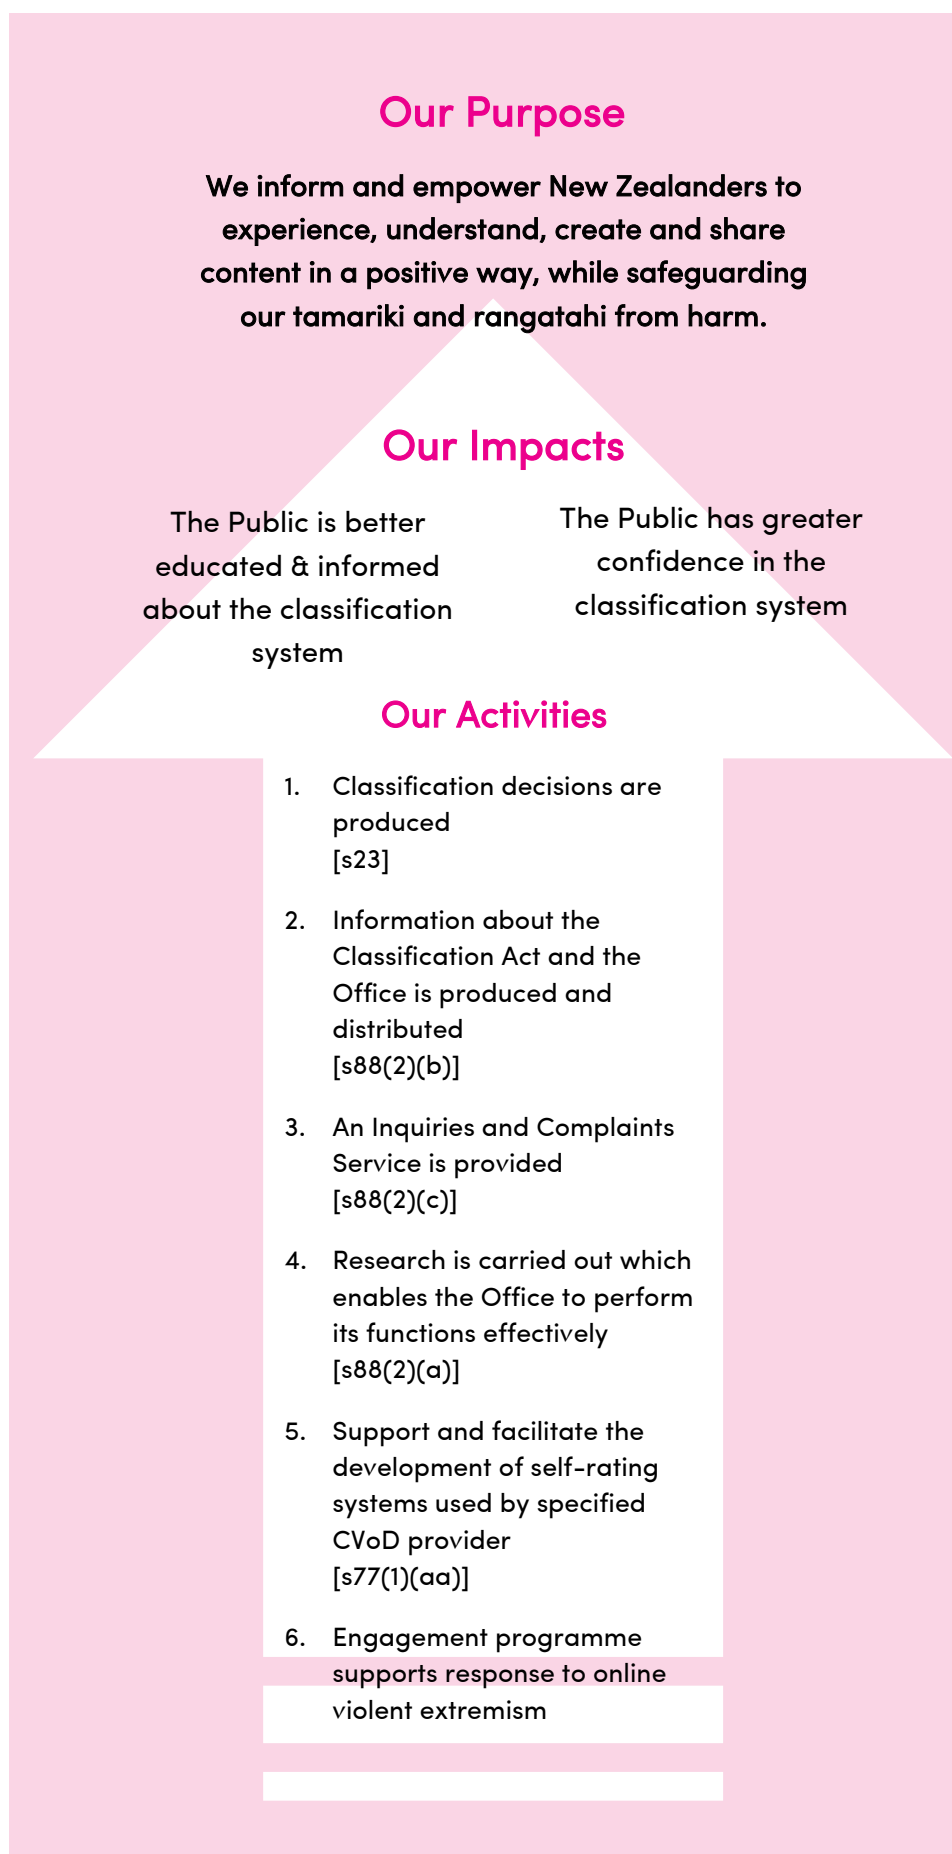 Our Purpose
We inform and empower New Zealanders to
experience, understand, create and share
content in a positive way, while safeguarding
our tamariki and rangatahi from harm.
Our Impacts
The Public is better
educated & informed
about the classification
system
The Public has greater
confidence in the
classification system
Our Activities
1. Classification decisions are
produced
[s23]
2. Information about the
Classification Act and the
Office is produced and
distributed
[s88(2)(b)]
3. An Inquiries and Complaints
Service is provided
[s88(2)(c)]
4. Research is carried out which
enables the Office to perform
its functions effectively
[s88(2)(a)]
5. Support and facilitate the
development of self-rating
systems used by specified
CVoD provider
[s77(1)(aa)]
6. Engagement programme
supports response to online
violent extremism